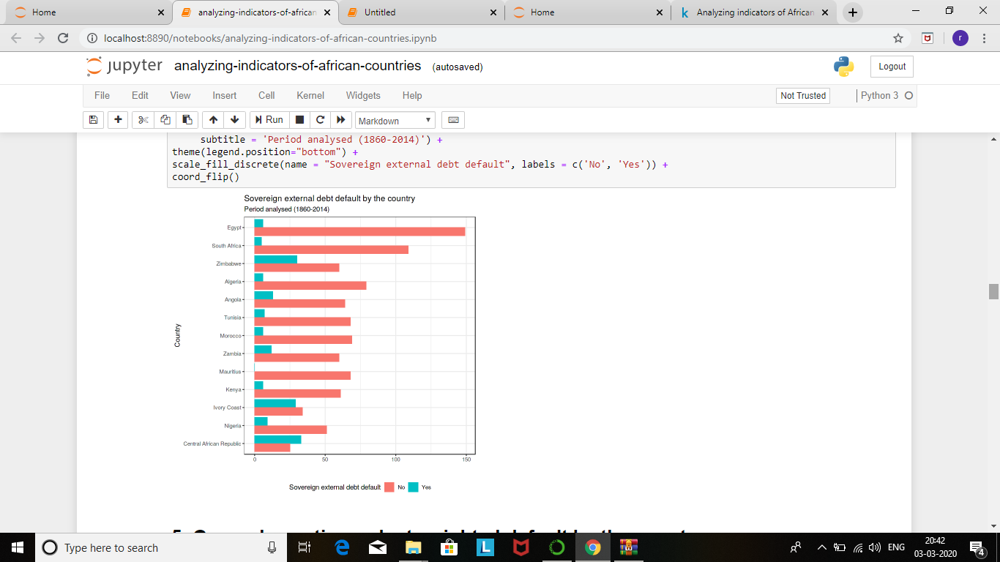 Home
analyzing-indicators-of-african
Untitled
Home
k Analyzing indicators of African
localhost:8890/notebooks/analyzing-indicators-of-african-countries.ipynb
r
jupyter analyzing-indicators-of-african-countries (autosaved)
Logout
File Edit View Insert Cell Kernel Widgets Help
Not Trusted
Python 3
Run
Markdown
subtitle = 'Period analysed (1860-2014)') +
theme(legend.position="bottom") +
scale_fill_discrete(name = "Sovereign external debt default", labels = c('No', 'Yes')) +
coord_flip()
Sovereign external debt default by the country
Period analysed (1860-2014)
Country
Egypt
South Africa
Zimbabwe
Algeria
Angola
Tunisia
Morocco
Zambia
Mauritius
Kenya
Ivory Coast
Nigeria
Central African Republic
0 50 100 150
Sovereign external debt default No Yes
Type here to search
L
ENG
20:42
03-03-2020
4